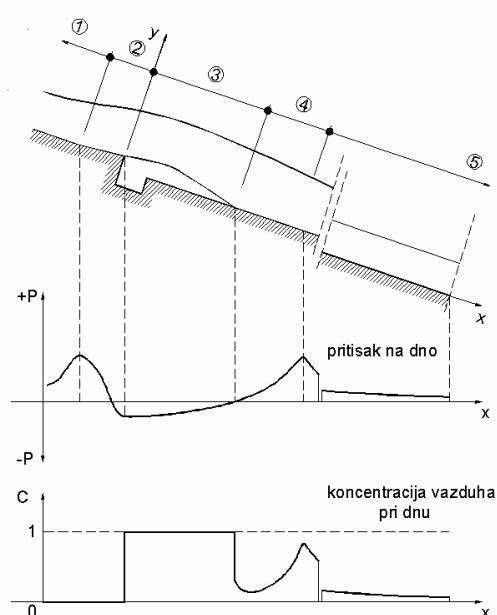 ①
②
y
③
④
⑤
x
+P
pritisak na dno
x
-P
C
koncentracija vazduha
pri dnu
1
0
x